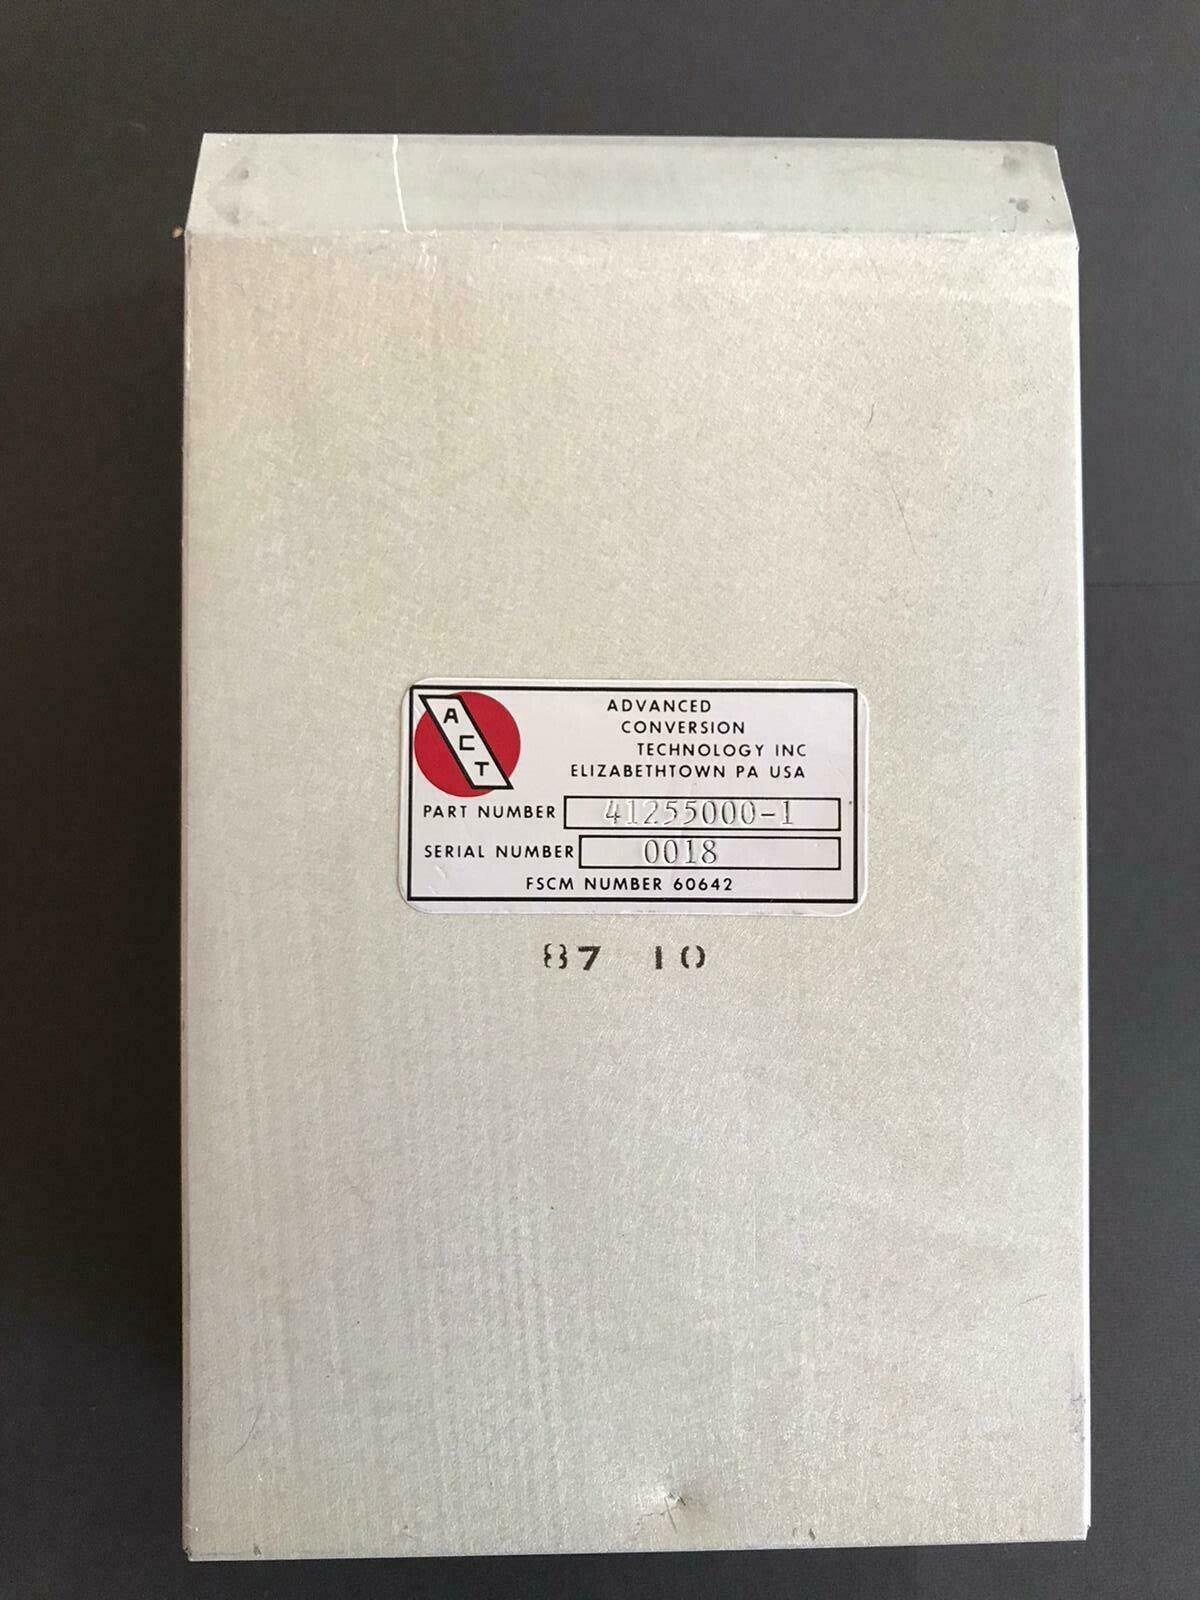 A
C
T
ADVANCED
CONVERSION
TECHNOLOGY INC
ELIZABETHTOWN PA USA
PART NUMBER 41255000-1
SERIAL NUMBER 0018
FSCM NUMBER 60642
87 10